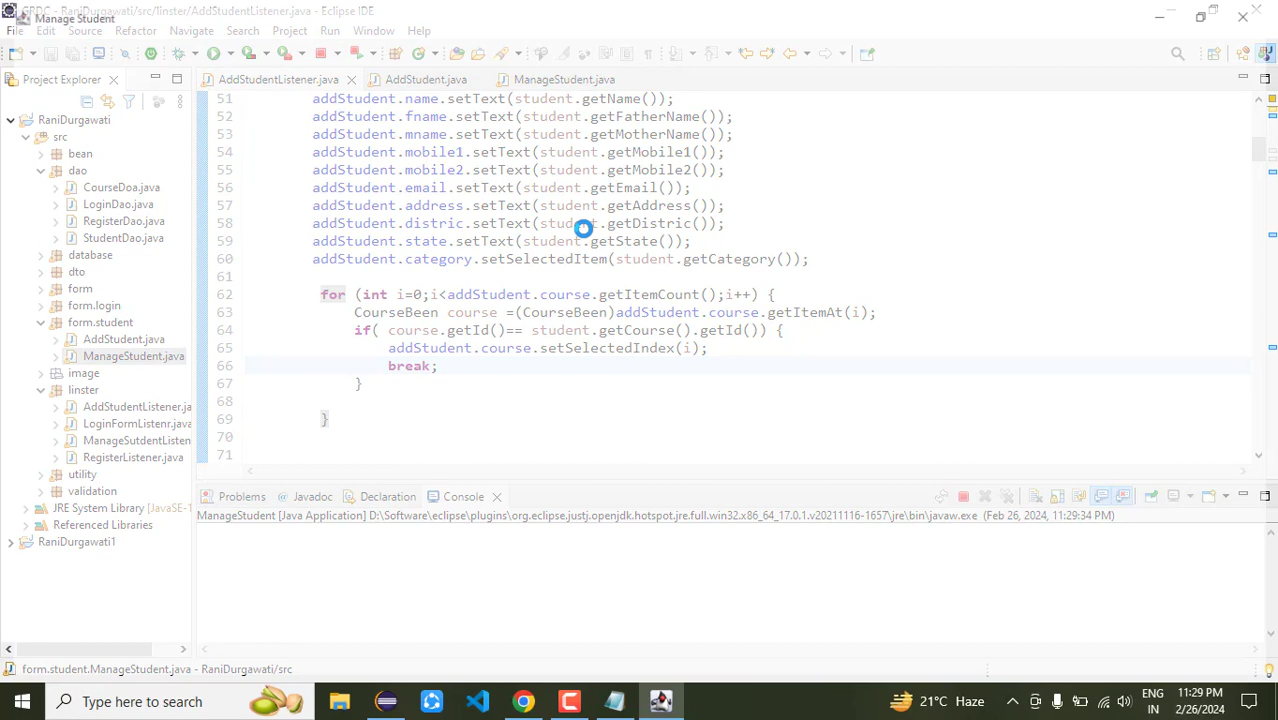 GRDC - RaniDurgawati/src/linster/AddStudentListener.java - Eclipse IDE
Manage Student
File Edit Source Refactor Navigate Search Project Run Window Help
Project Explorer
AddStudentListener.java AddStudent.java ManageStudent.java
RaniDurgawati
src
bean
dao
CourseDoa.java
LoginDao.java
RegisterDao.java
StudentDao.java
database
dto
form
form.login
form.student
AddStudent.java
ManageStudent.java
image
linster
AddStudentListener.ja
LoginFormListenr.java
ManageSutdentListen
RegisterListener.java
utility
validation
JRE System Library [JavaSE-1
Referenced Libraries
RaniDurgawati1
51 addStudent.name.setText(student.getName());
52 addStudent.fname.setText(student.getFatherName());
53 addStudent.mname.setText(student.getMotherName());
54 addStudent.mobile1.setText(student.getMobile1());
55 addStudent.mobile2.setText(student.getMobile2());
56 addStudent.email.setText(student.getEmail());
57 addStudent.address.setText(student.getAddress());
58 addStudent.distric.setText(student.getDistric());
59 addStudent.state.setText(student.getState());
60 addStudent.category.setSelectedItem(student.getCategory());
61
62 for (int i=0;i<addStudent.course.getItemCount();i++) {
63 CourseBeen course =(CourseBeen)addStudent.course.getItemAt(i);
64 if( course.getId()== student.getCourse().getId()) {
65 addStudent.course.setSelectedIndex(i);
66 break;
67 }
68
69 }
70
71
Problems Javadoc Declaration Console
ManageStudent [Java Application] D:\Software\eclipse\plugins\org.eclipse.justj.openjdk.hotspot.jre.full.win32.x86_64_17.0.1.v20211116-1657\jre\bin\javaw.exe (Feb 26, 2024, 11:29:34 PM)
form.student.ManageStudent.java - RaniDurgawati/src
Type here to search
21°C Haze
ENG
IN
11:29 PM
2/26/2024